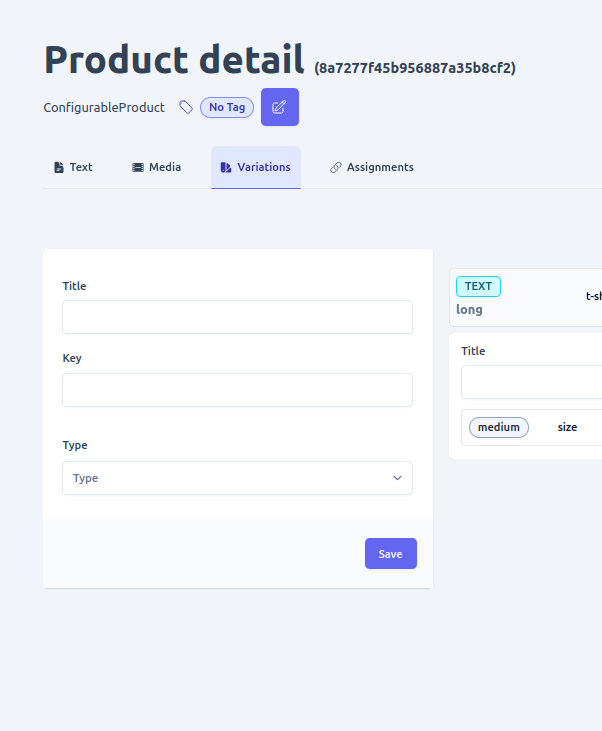 Product detail (8a7277f45b956887a35b8cf2)
ConfigurableProduct No Tag
Text Media Variations Assignments
Title
Key
Type
Type
Save
TEXT
long
Title
medium size